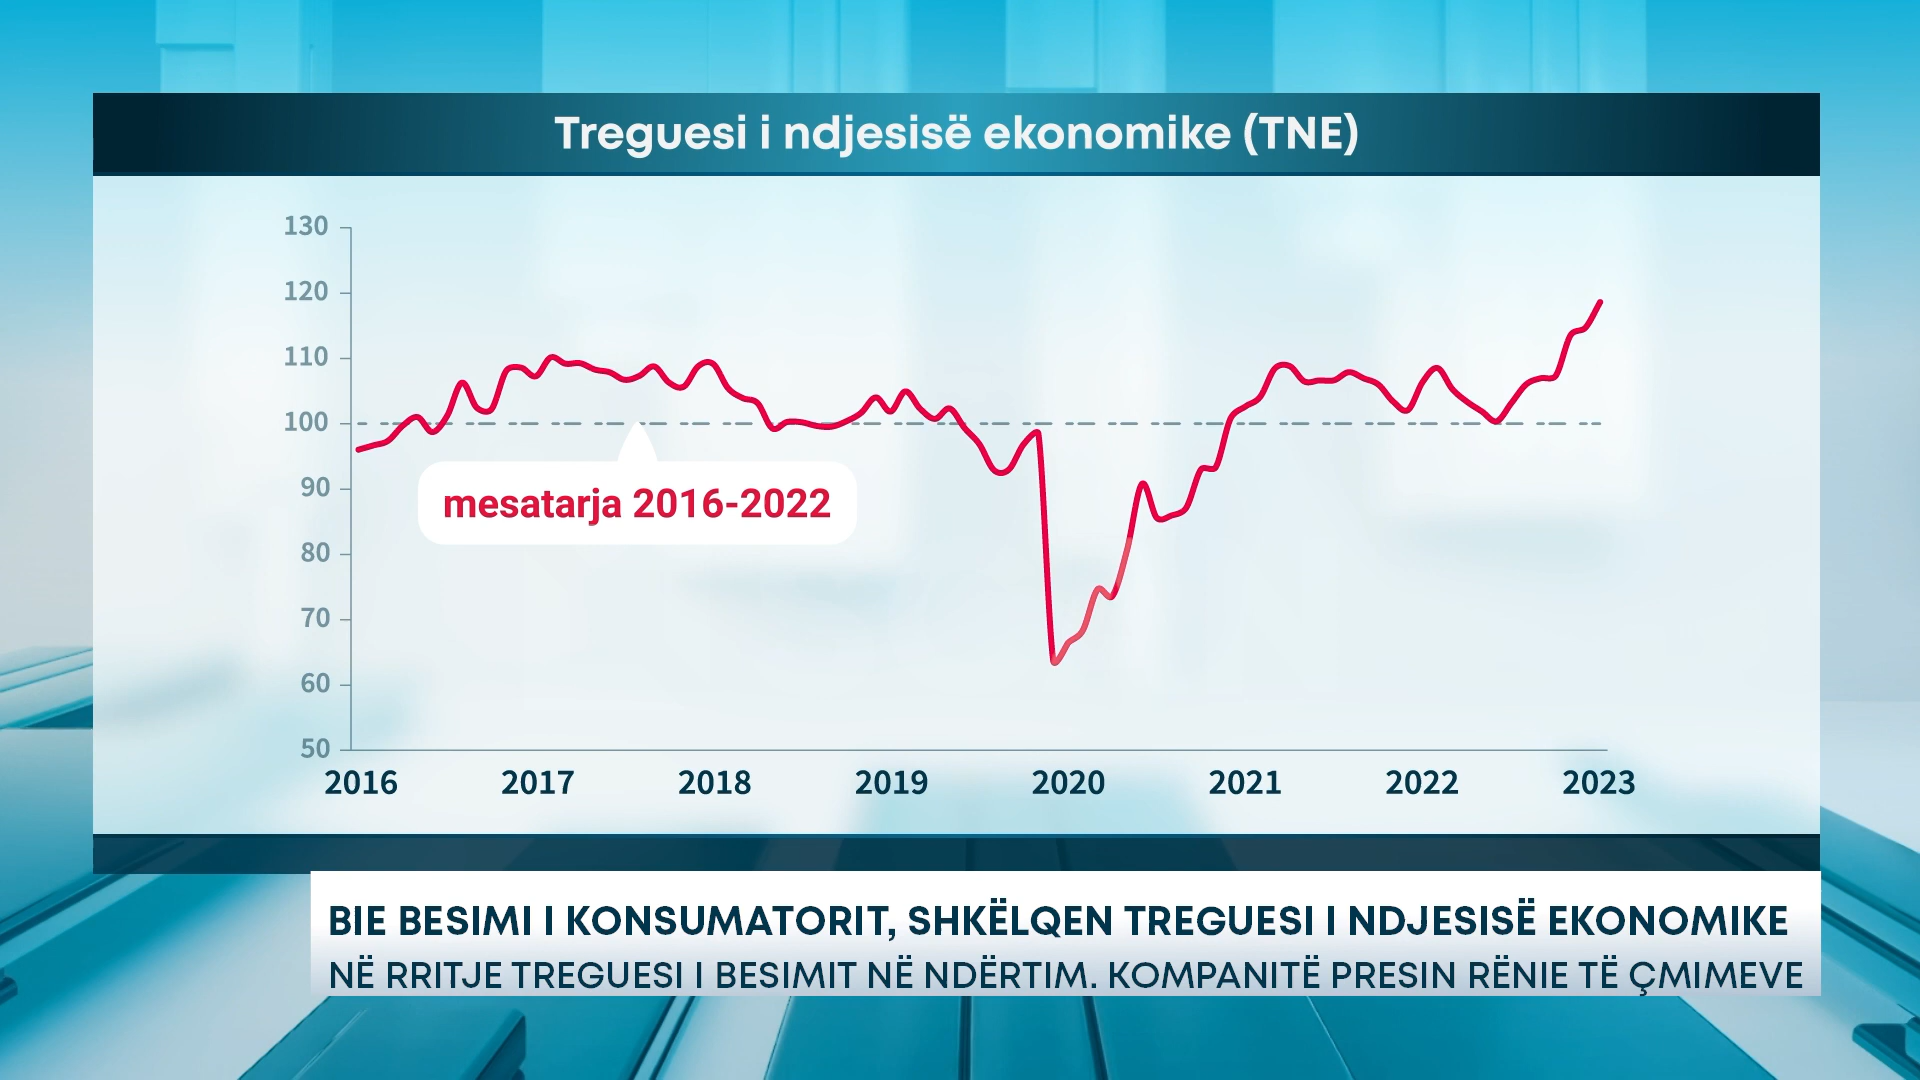 Treguesi i ndjesisë ekonomike (TNE)
130
120
110
100
90
80
70
60
50
mesatarja 2016-2022
2016 2017 2018 2019 2020 2021 2022 2023
BIE BESIMI I KONSUMATORIT, SHKËLQEN TREGUESI I NDJESISË EKONOMIKE
NË RRITJE TREGUESI I BESIMIT NË NDËRTIM. KOMPANITË PRESIN RËNIE TË ÇMIMEVE